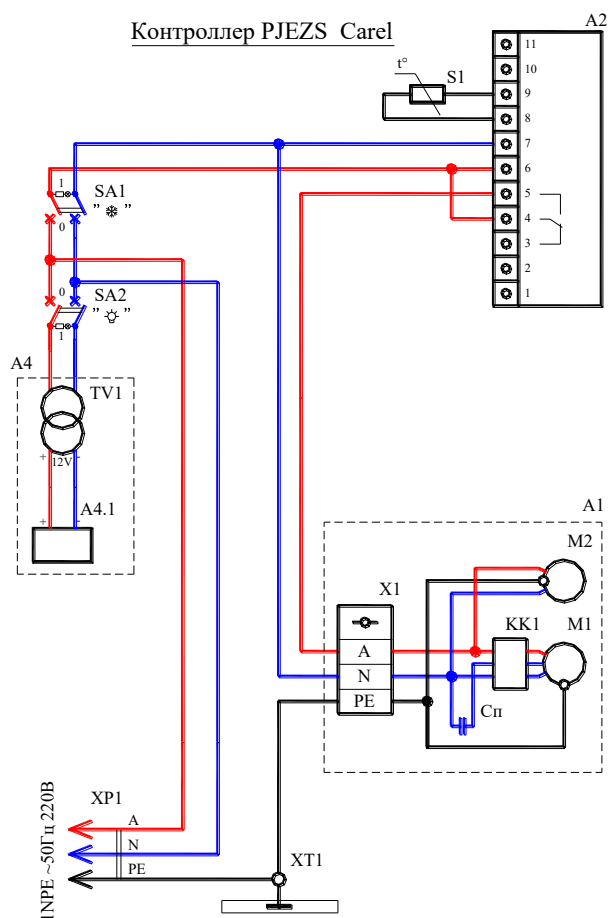 Контроллер PJEZS Carel
A2
11
10
9
8
7
6
5
4
3
2
1
t°
S1
1
SA1
" ❄ "
0
0
SA2
" "
1
A4
TV1
12V
+ -
+ -
A4.1
A1
M2
X1
KK1
M1
A
N
PE
Сп
1NPE ~50Гц 220В
XP1
A
N
PE
XT1